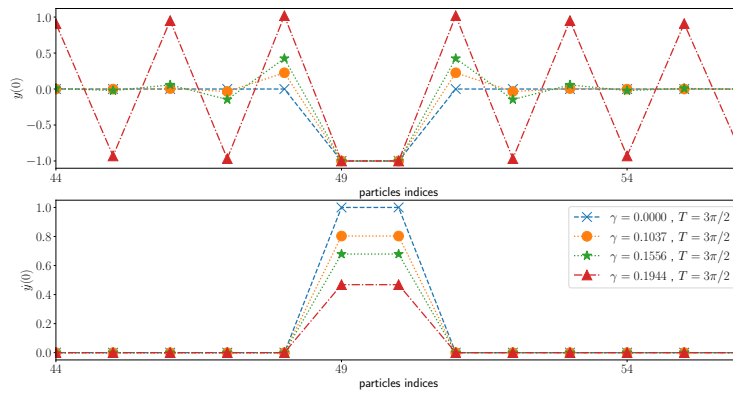 1.0
0.5
0.0
−0.5
−1.0
y(0)
44
49
54
particles indices
1.0
0.8
0.6
0.4
0.2
0.0
ẏ(0)
γ = 0.0000 , T = 3π/2
γ = 0.1037 , T = 3π/2
γ = 0.1556 , T = 3π/2
γ = 0.1944 , T = 3π/2
44
49
54
particles indices